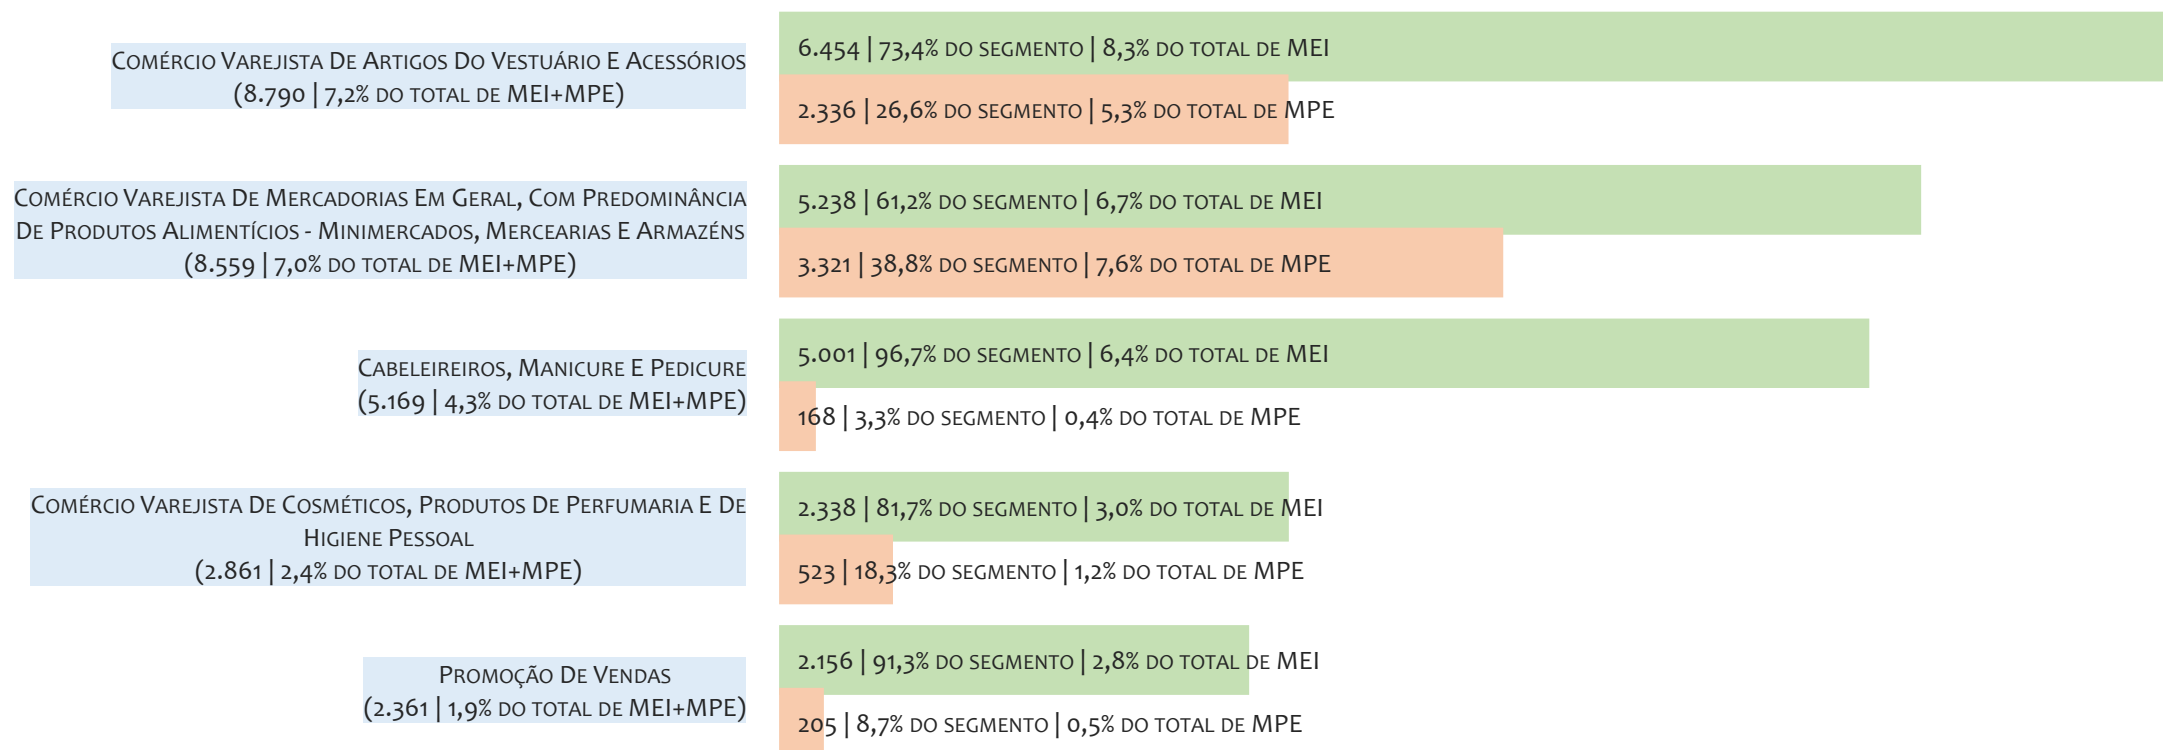 Comércio Varejista De Artigos Do Vestuário E Acessórios
(8.790 | 7,2% do total de MEI+MPE)
6.454 | 73,4% do segmento | 8,3% do total de MEI
2.336 | 26,6% do segmento | 5,3% do total de MPE
Comércio Varejista De Mercadorias Em Geral, Com Predominância
De Produtos Alimentícios - Minimercados, Mercearias E Armazéns
(8.559 | 7,0% do total de MEI+MPE)
5.238 | 61,2% do segmento | 6,7% do total de MEI
3.321 | 38,8% do segmento | 7,6% do total de MPE
Cabeleireiros, Manicure E Pedicure
(5.169 | 4,3% do total de MEI+MPE)
5.001 | 96,7% do segmento | 6,4% do total de MEI
168 | 3,3% do segmento | 0,4% do total de MPE
Comércio Varejista De Cosméticos, Produtos De Perfumaria E De
Higiene Pessoal
(2.861 | 2,4% do total de MEI+MPE)
2.338 | 81,7% do segmento | 3,0% do total de MEI
523 | 18,3% do segmento | 1,2% do total de MPE
Promoção De Vendas
(2.361 | 1,9% do total de MEI+MPE)
2.156 | 91,3% do segmento | 2,8% do total de MEI
205 | 8,7% do segmento | 0,5% do total de MPE